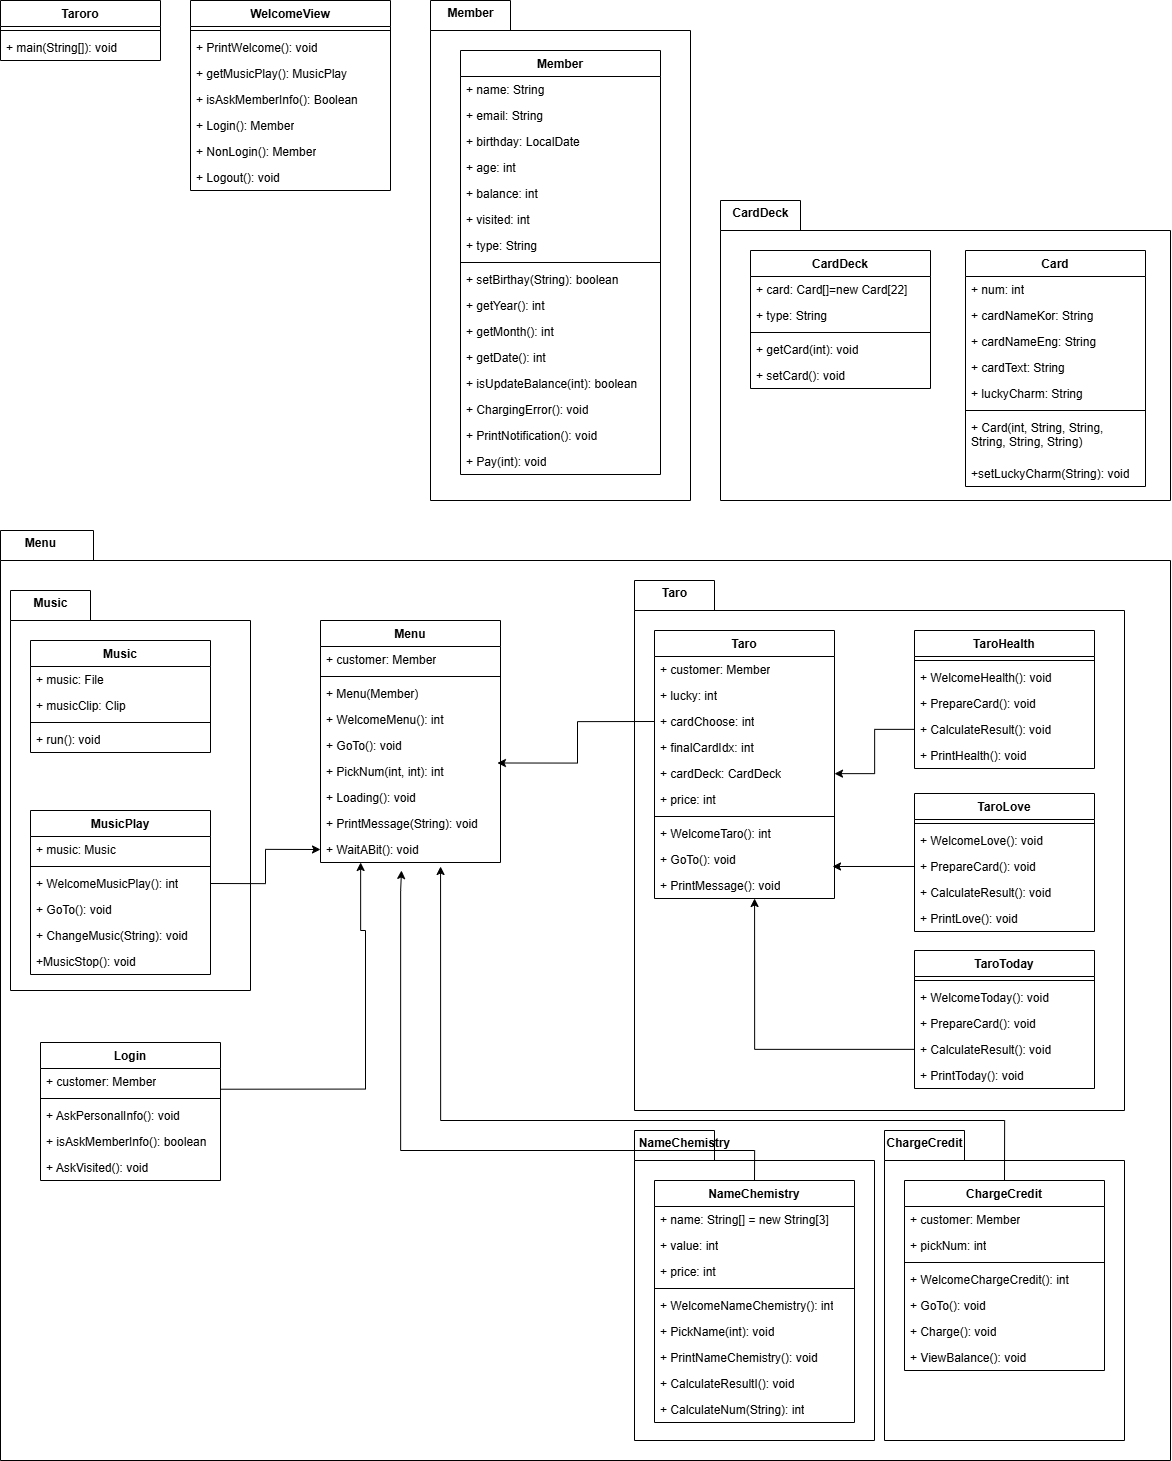 Taroro
+ main(String[]): void
WelcomeView
+ PrintWelcome(): void
+ getMusicPlay(): MusicPlay
+ isAskMemberInfo(): Boolean
+ Login(): Member
+ NonLogin(): Member
+ Logout(): void
Member
Member
+ name: String
+ email: String
+ birthday: LocalDate
+ age: int
+ balance: int
+ visited: int
+ type: String
+ setBirthay(String): boolean
+ getYear(): int
+ getMonth(): int
+ getDate(): int
+ isUpdateBalance(int): boolean
+ ChargingError(): void
+ PrintNotification(): void
+ Pay(int): void
CardDeck
CardDeck
+ card: Card[]=new Card[22]
+ type: String
+ getCard(int): void
+ setCard(): void
Card
+ num: int
+ cardNameKor: String
+ cardNameEng: String
+ cardText: String
+ luckyCharm: String
+ Card(int, String, String,
String, String, String)
+setLuckyCharm(String): void
Menu
Music
Music
+ music: File
+ musicClip: Clip
+ run(): void
MusicPlay
+ music: Music
+ WelcomeMusicPlay(): int
+ GoTo(): void
+ ChangeMusic(String): void
+MusicStop(): void
Menu
+ customer: Member
+ Menu(Member)
+ WelcomeMenu(): int
+ GoTo(): void
+ PickNum(int, int): int
+ Loading(): void
+ PrintMessage(String): void
+ WaitABit(): void
Taro
Taro
+ customer: Member
+ lucky: int
+ cardChoose: int
+ finalCardIdx: int
+ cardDeck: CardDeck
+ price: int
+ WelcomeTaro(): int
+ GoTo(): void
+ PrintMessage(): void
TaroHealth
+ WelcomeHealth(): void
+ PrepareCard(): void
+ CalculateResult(): void
+ PrintHealth(): void
TaroLove
+ WelcomeLove(): void
+ PrepareCard(): void
+ CalculateResult(): void
+ PrintLove(): void
TaroToday
+ WelcomeToday(): void
+ PrepareCard(): void
+ CalculateResult(): void
+ PrintToday(): void
Login
+ customer: Member
+ AskPersonalInfo(): void
+ isAskMemberInfo(): boolean
+ AskVisited(): void
NameChemistry
NameChemistry
+ name: String[] = new String[3]
+ value: int
+ price: int
+ WelcomeNameChemistry(): int
+ PickName(int): void
+ PrintNameChemistry(): void
+ CalculateResultl(): void
+ CalculateNum(String): int
ChargeCredit
ChargeCredit
+ customer: Member
+ pickNum: int
+ WelcomeChargeCredit(): int
+ GoTo(): void
+ Charge(): void
+ ViewBalance(): void